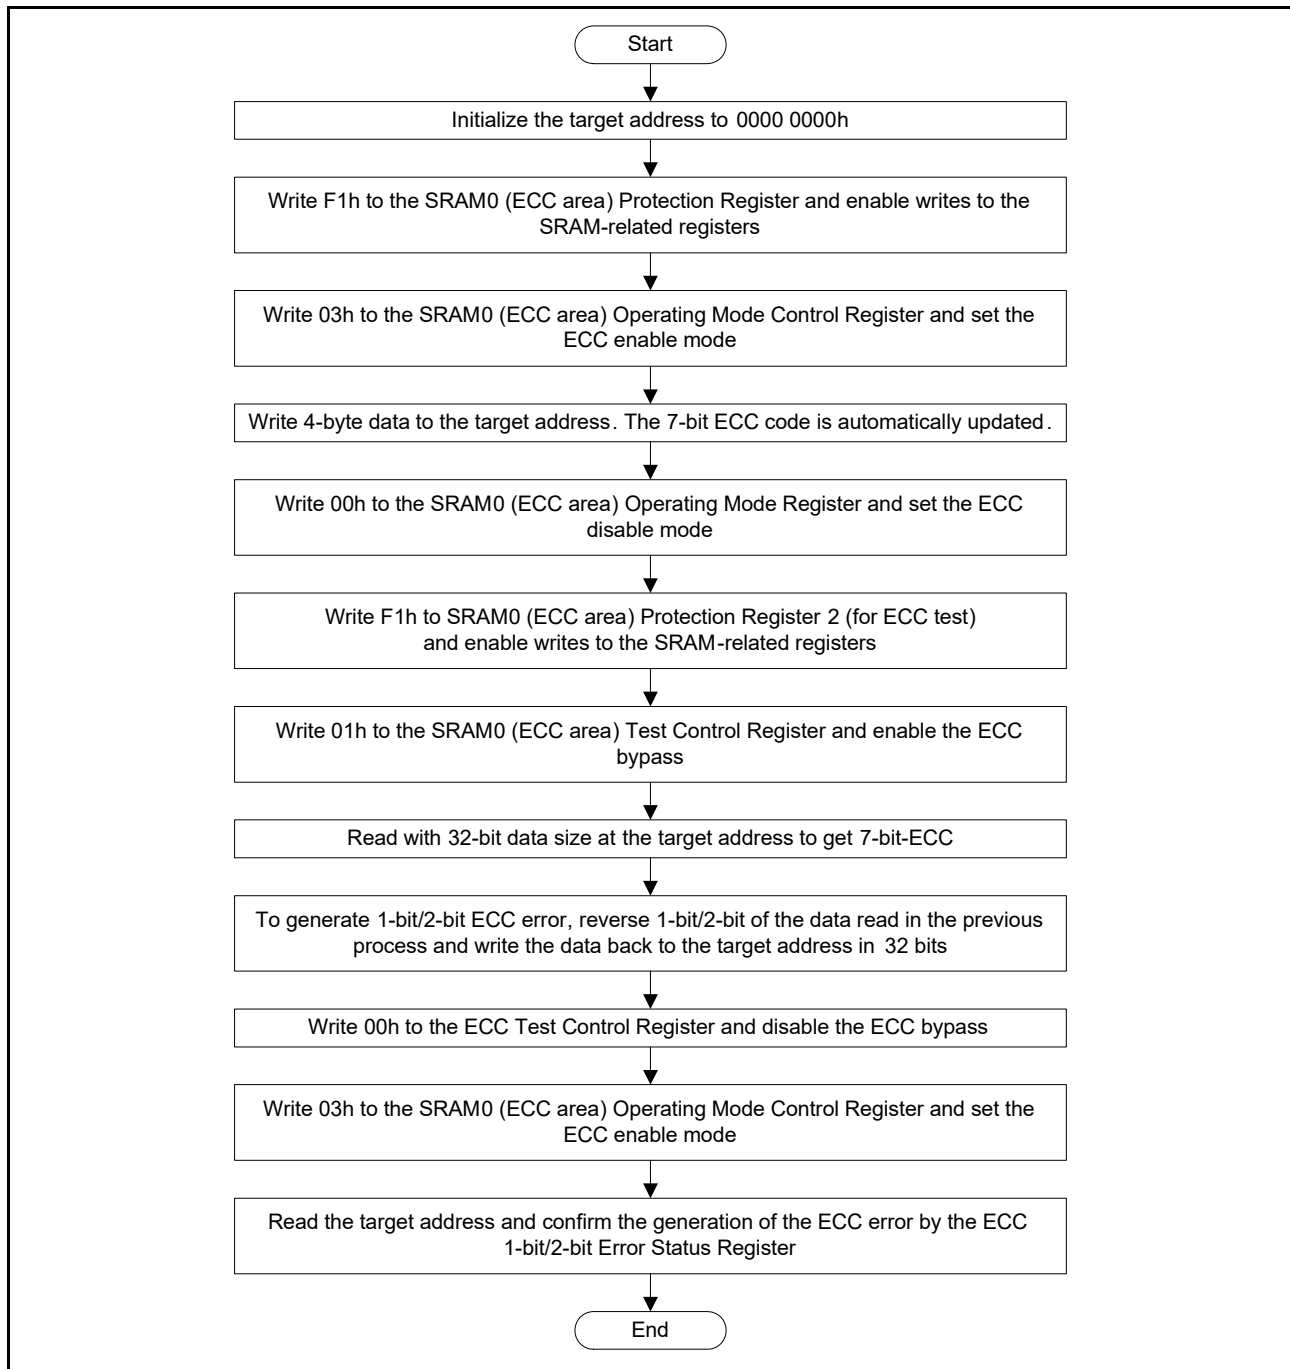 Start
Initialize the target address to 0000 0000h
Write F1h to the SRAM0 (ECC area) Protection Register and enable writes to the
SRAM-related registers
Write 03h to the SRAM0 (ECC area) Operating Mode Control Register and set the
ECC enable mode
Write 4-byte data to the target address. The 7-bit ECC code is automatically updated.
Write 00h to the SRAM0 (ECC area) Operating Mode Register and set the ECC
disable mode
Write F1h to SRAM0 (ECC area) Protection Register 2 (for ECC test)
and enable writes to the SRAM-related registers
Write 01h to the SRAM0 (ECC area) Test Control Register and enable the ECC
bypass
Read with 32-bit data size at the target address to get 7-bit-ECC
To generate 1-bit/2-bit ECC error, reverse 1-bit/2-bit of the data read in the previous
process and write the data back to the target address in 32 bits
Write 00h to the ECC Test Control Register and disable the ECC bypass
Write 03h to the SRAM0 (ECC area) Operating Mode Control Register and set the
ECC enable mode
Read the target address and confirm the generation of the ECC error by the ECC
1-bit/2-bit Error Status Register
End